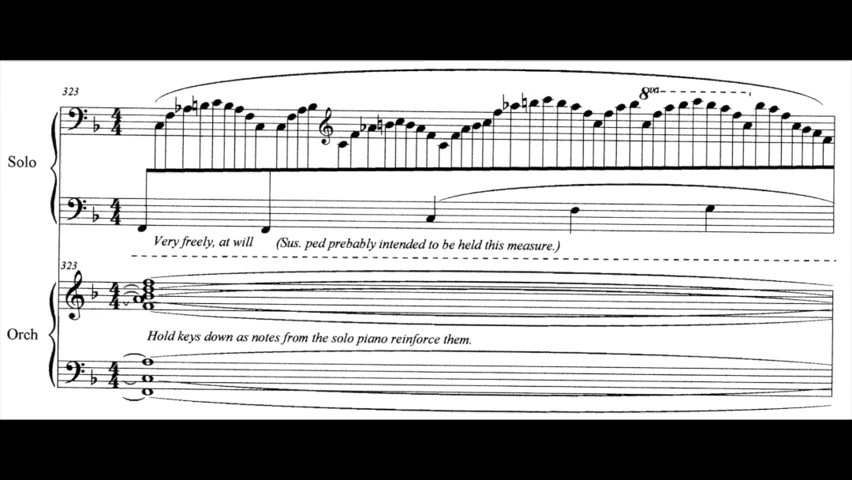 323
8va
Solo
Very freely, at will (Sus. ped prebably intended to be held this measure.)
323
Orch
Hold keys down as notes from the solo piano reinforce them.